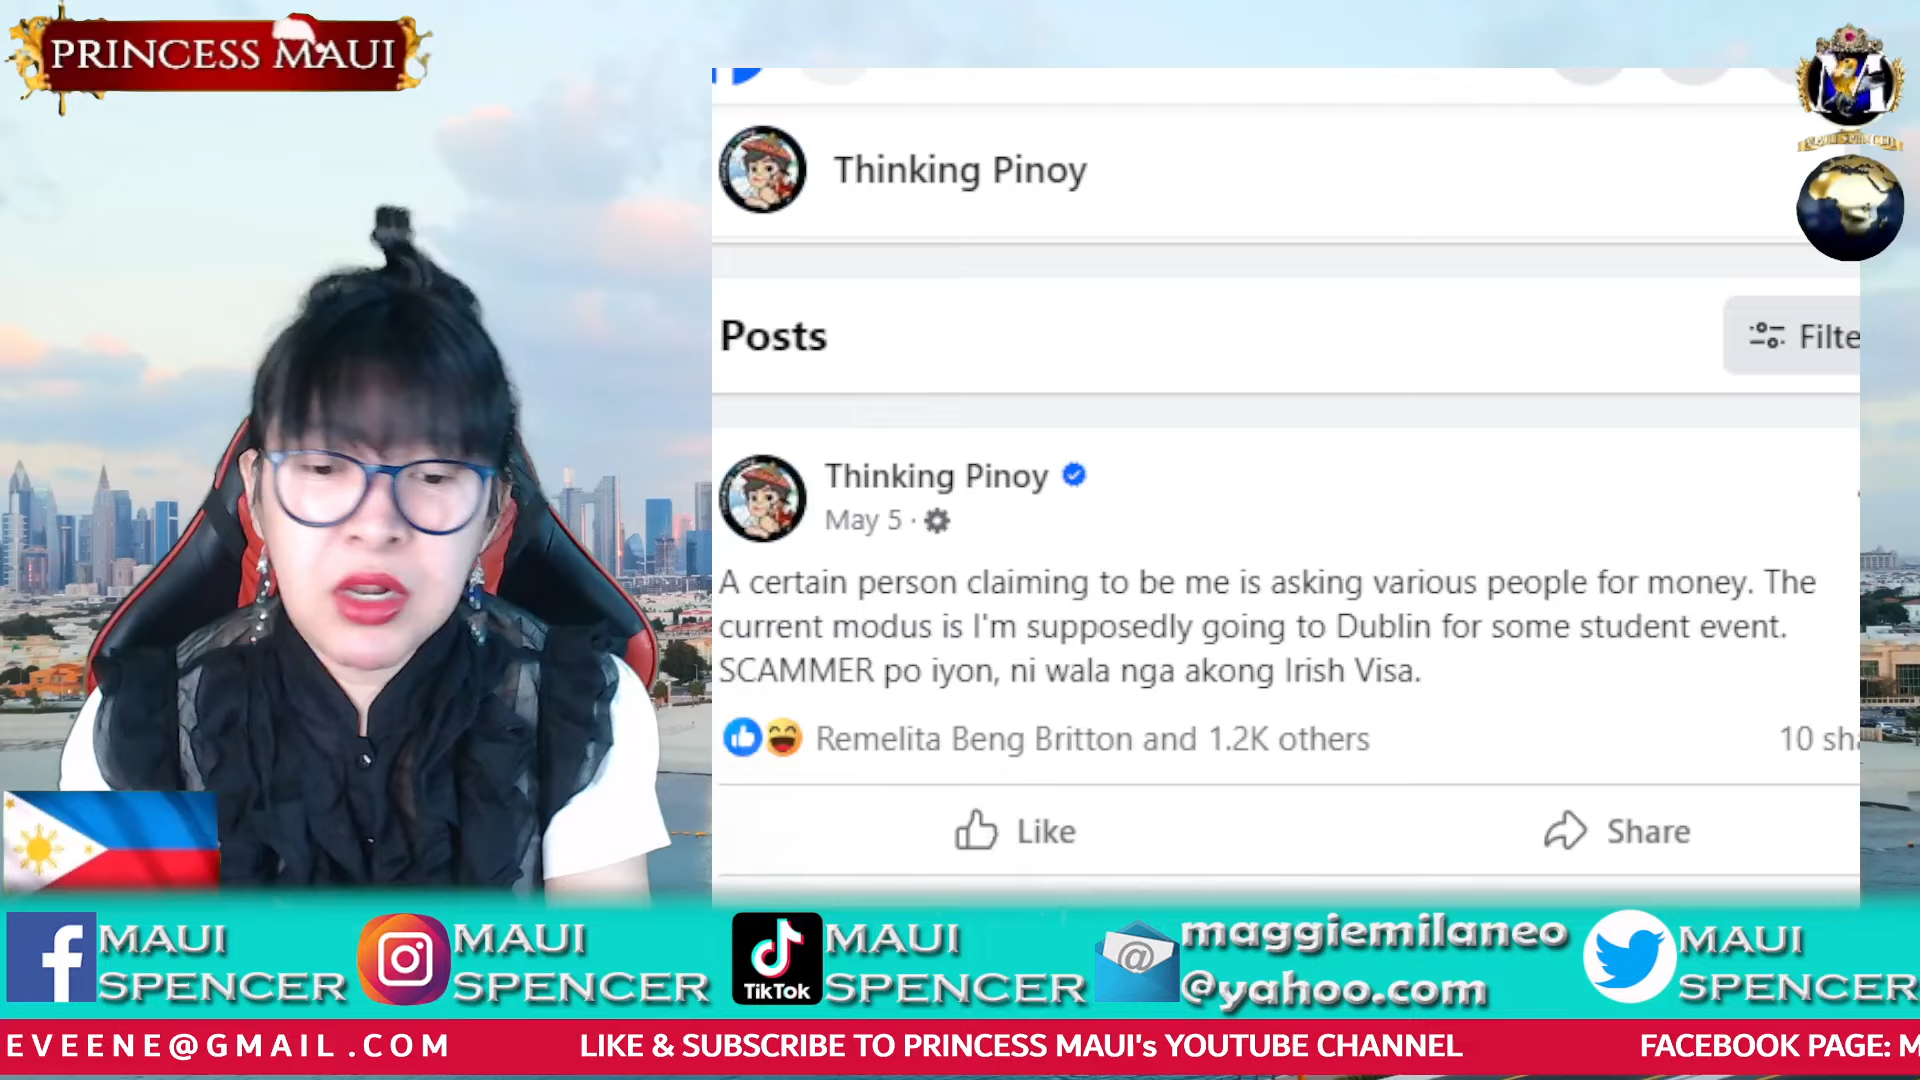 PRINCESS MAUI
Thinking Pinoy
Posts
Filte
Thinking Pinoy
May 5 ·
A certain person claiming to be me is asking various people for money. The
current modus is I'm supposedly going to Dublin for some student event.
SCAMMER po iyon, ni wala nga akong Irish Visa.
Remelita Beng Britton and 1.2K others
10 sha
Like
Share
MAUI
SPENCER
MAUI
SPENCER
TikTok
MAUI
SPENCER
maggiemilaneo
@yahoo.com
MAUI
SPENCER
EVEENE@GMAIL.COM
LIKE & SUBSCRIBE TO PRINCESS MAUI's YOUTUBE CHANNEL
FACEBOOK PAGE: M